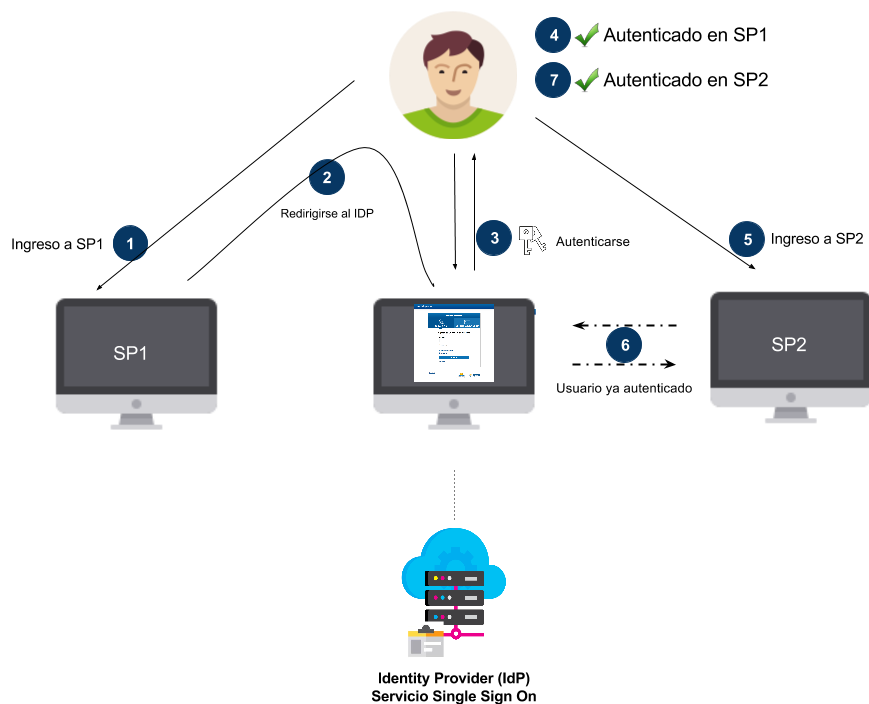 4 Autenticado en SP1
7 Autenticado en SP2
2
Redirigirse al IDP
Ingreso a SP1 1
3 Autenticarse
5 Ingreso a SP2
SP1
SP2
6
Usuario ya autenticado
Identity Provider (IdP)
Servicio Single Sign On